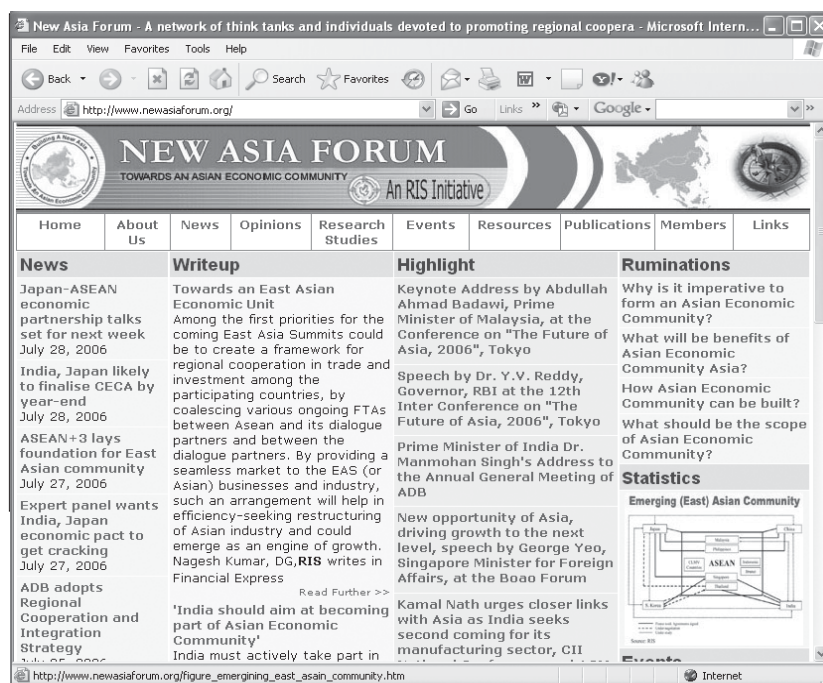 New Asia Forum - A network of think tanks and individuals devoted to promoting regional coopera - Microsoft Intern...
File Edit View Favorites Tools Help
Back Search Favorites
Address http://www.newasiaforum.org/ Go Links » Google
NEW ASIA FORUM
TOWARDS AN ASIAN ECONOMIC COMMUNITY
An RIS Initiative
Home
About
Us
News
Opinions
Research
Studies
Events
Resources
Publications
Members
Links
News
Japan-ASEAN
economic
partnership talks
set for next week
July 28, 2006
India, Japan likely
to finalise CECA by
year-end
July 28, 2006
ASEAN+3 lays
foundation for East
Asian community
July 27, 2006
Expert panel wants
India, Japan
economic pact to
get cracking
July 27, 2006
ADB adopts
Regional
Cooperation and
Integration
Strategy
Writeup
Towards an East Asian
Economic Unit
Among the first priorities for the
coming East Asia Summits could
be to create a framework for
regional cooperation in trade and
investment among the
participating countries, by
coalescing various ongoing FTAs
between Asean and its dialogue
partners and between the
dialogue partners. By providing a
seamless market to the EAS (or
Asian) businesses and industry,
such an arrangement will help in
efficiency-seeking restructuring
of Asian industry and could
emerge as an engine of growth.
Nagesh Kumar, DG,RIS writes in
Financial Express
Read Further >>
'India should aim at becoming
part of Asian Economic
Community'
India must actively take part in
Highlight
Keynote Address by Abdullah
Ahmad Badawi, Prime
Minister of Malaysia, at the
Conference on "The Future of
Asia, 2006", Tokyo
Speech by Dr. Y.V. Reddy,
Governor, RBI at the 12th
Inter Conference on "The
Future of Asia, 2006", Tokyo
Prime Minister of India Dr.
Manmohan Singh's Address to
the Annual General Meeting of
ADB
New opportunity of Asia,
driving growth to the next
level, speech by George Yeo,
Singapore Minister for Foreign
Affairs, at the Boao Forum
Kamal Nath urges closer links
with Asia as India seeks
second coming for its
manufacturing sector, CII
Ruminations
Why is it imperative to
form an Asian Economic
Community?
What will be benefits of
Asian Economic
Community Asia?
How Asian Economic
Community can be built?
What should be the scope
of Asian Economic
Community?
Statistics
Emerging (East) Asian Community
Japan
China
Malaysia
Philippines
ASEAN
Singapore
Thailand
S. Korea
India
Source: RIS
Events
http://www.newasiaforum.org/figure_emergining_east_asain_community.htm
Internet